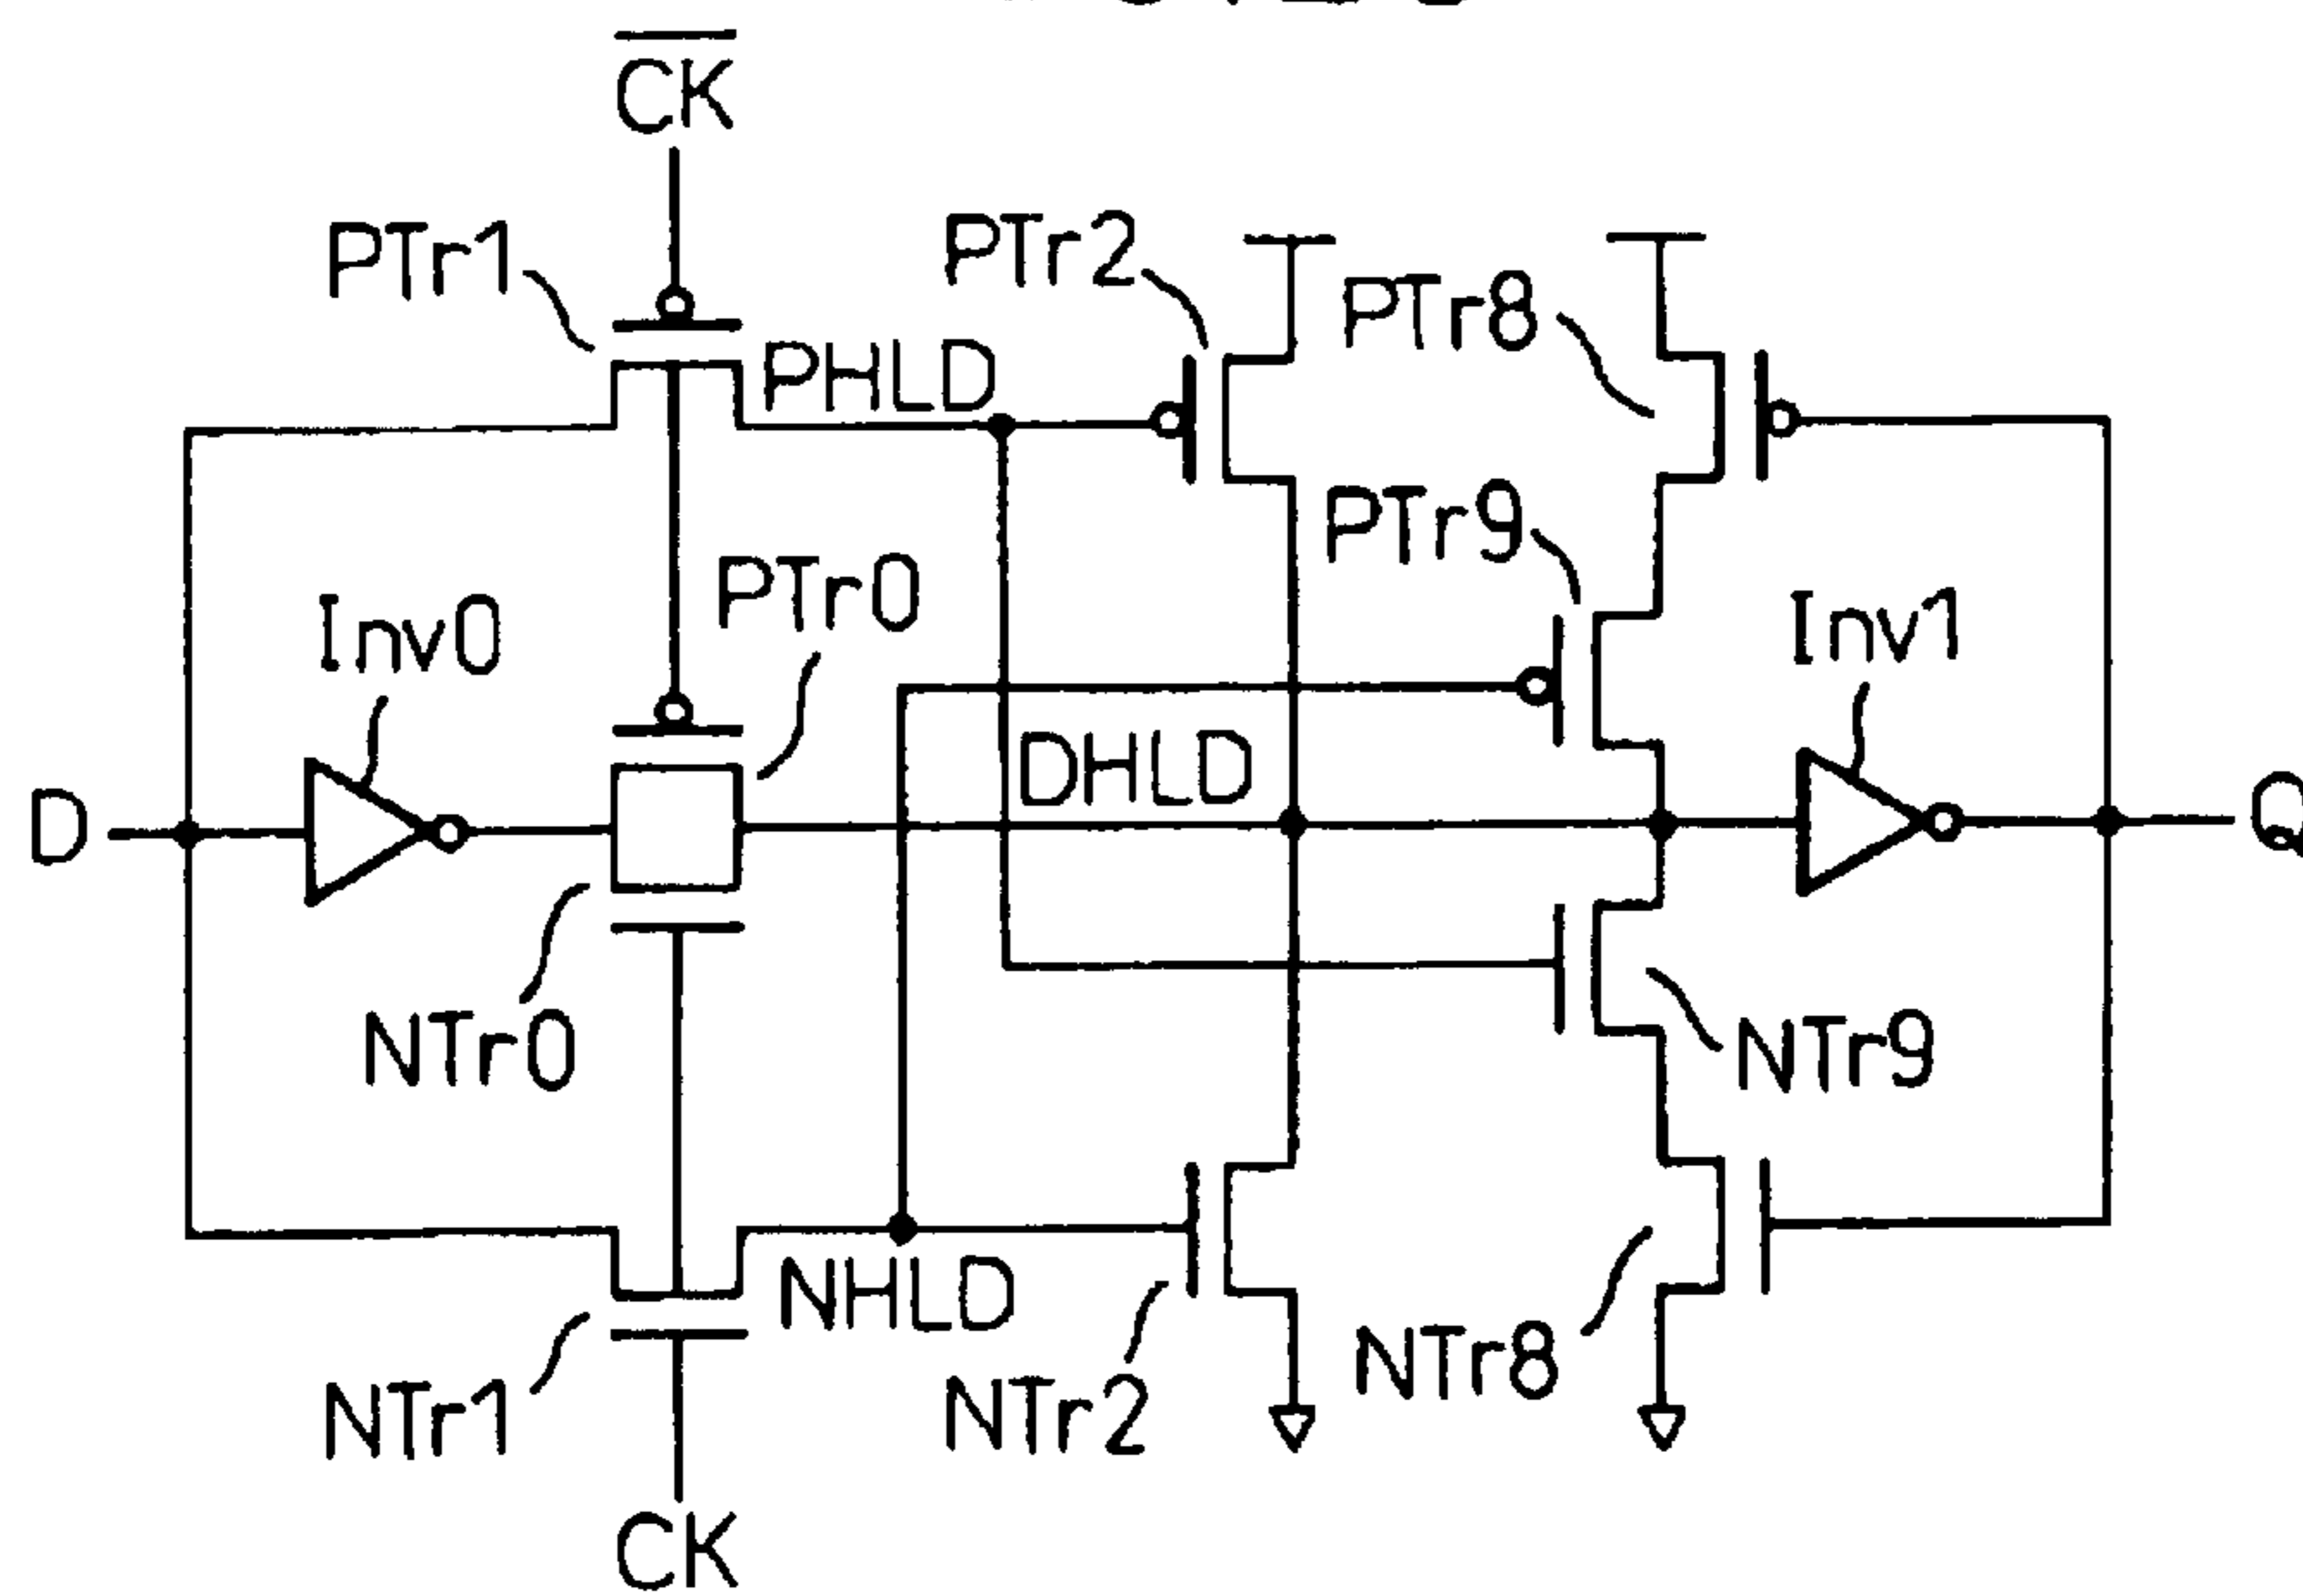 CK
PTr1
PTr2
PTr8
PHLD
PTr9
PTr0
Inv0
Inv1
DHLD
D
Q
NTr0
NTr9
NHLD
NTr1
NTr2
NTr8
CK